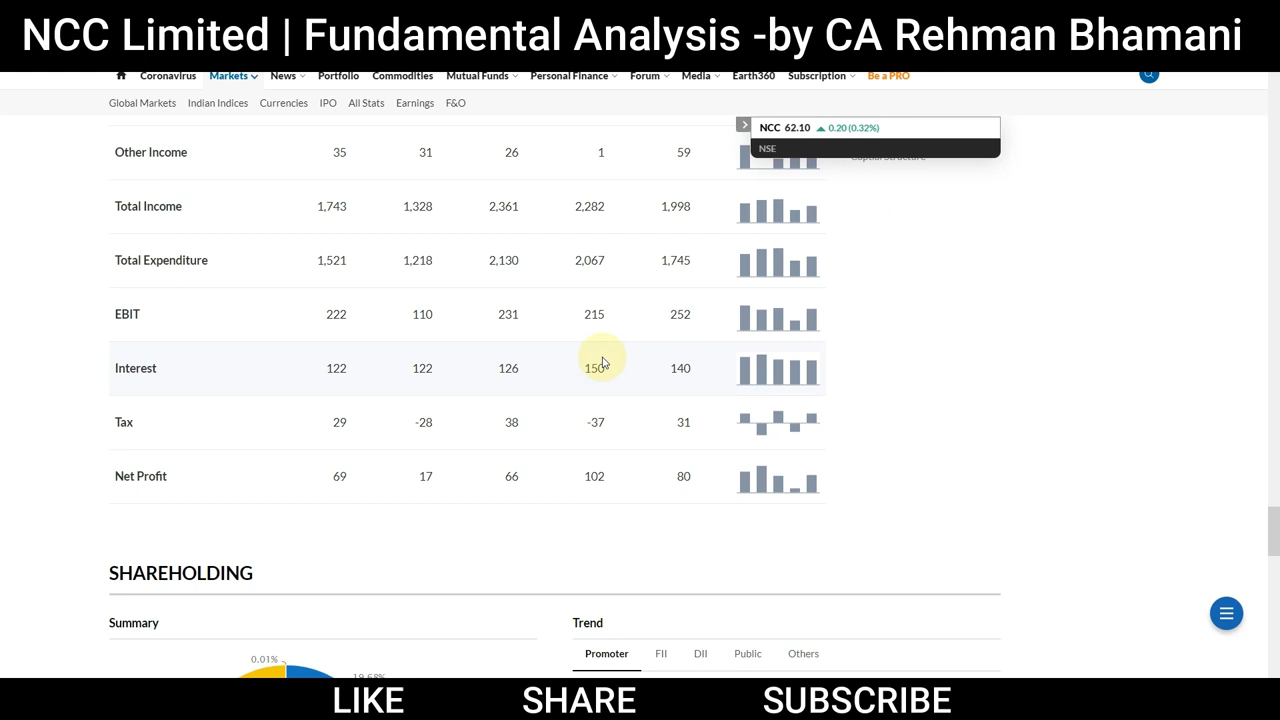 NCC Limited | Fundamental Analysis -by CA Rehman Bhamani
Coronavirus Markets News Portfolio Commodities Mutual Funds Personal Finance Forum Media Earth360 Subscription Be a PRO
Global Markets Indian Indices Currencies IPO All Stats Earnings F&O
NCC 62.10 0.20 (0.32%)
NSE
Capital Structure
Other Income 35 31 26 1 59
Total Income 1,743 1,328 2,361 2,282 1,998
Total Expenditure 1,521 1,218 2,130 2,067 1,745
EBIT 222 110 231 215 252
Interest 122 122 126 150 140
Tax 29 -28 38 -37 31
Net Profit 69 17 66 102 80
SHAREHOLDING
Summary Trend
Promoter FII DII Public Others
0.01%
19.68%
LIKE SHARE SUBSCRIBE